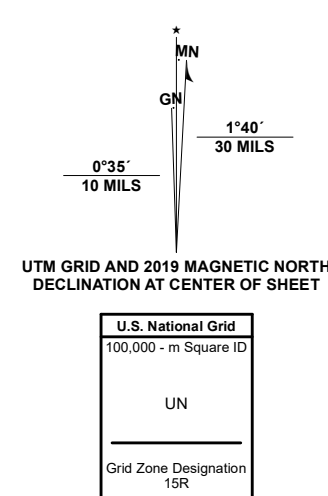 MN
GN
1°40´
30 MILS
0°35´
10 MILS
UTM GRID AND 2019 MAGNETIC NORTH
DECLINATION AT CENTER OF SHEET
U.S. National Grid
100,000 - m Square ID
UN
Grid Zone Designation
15R